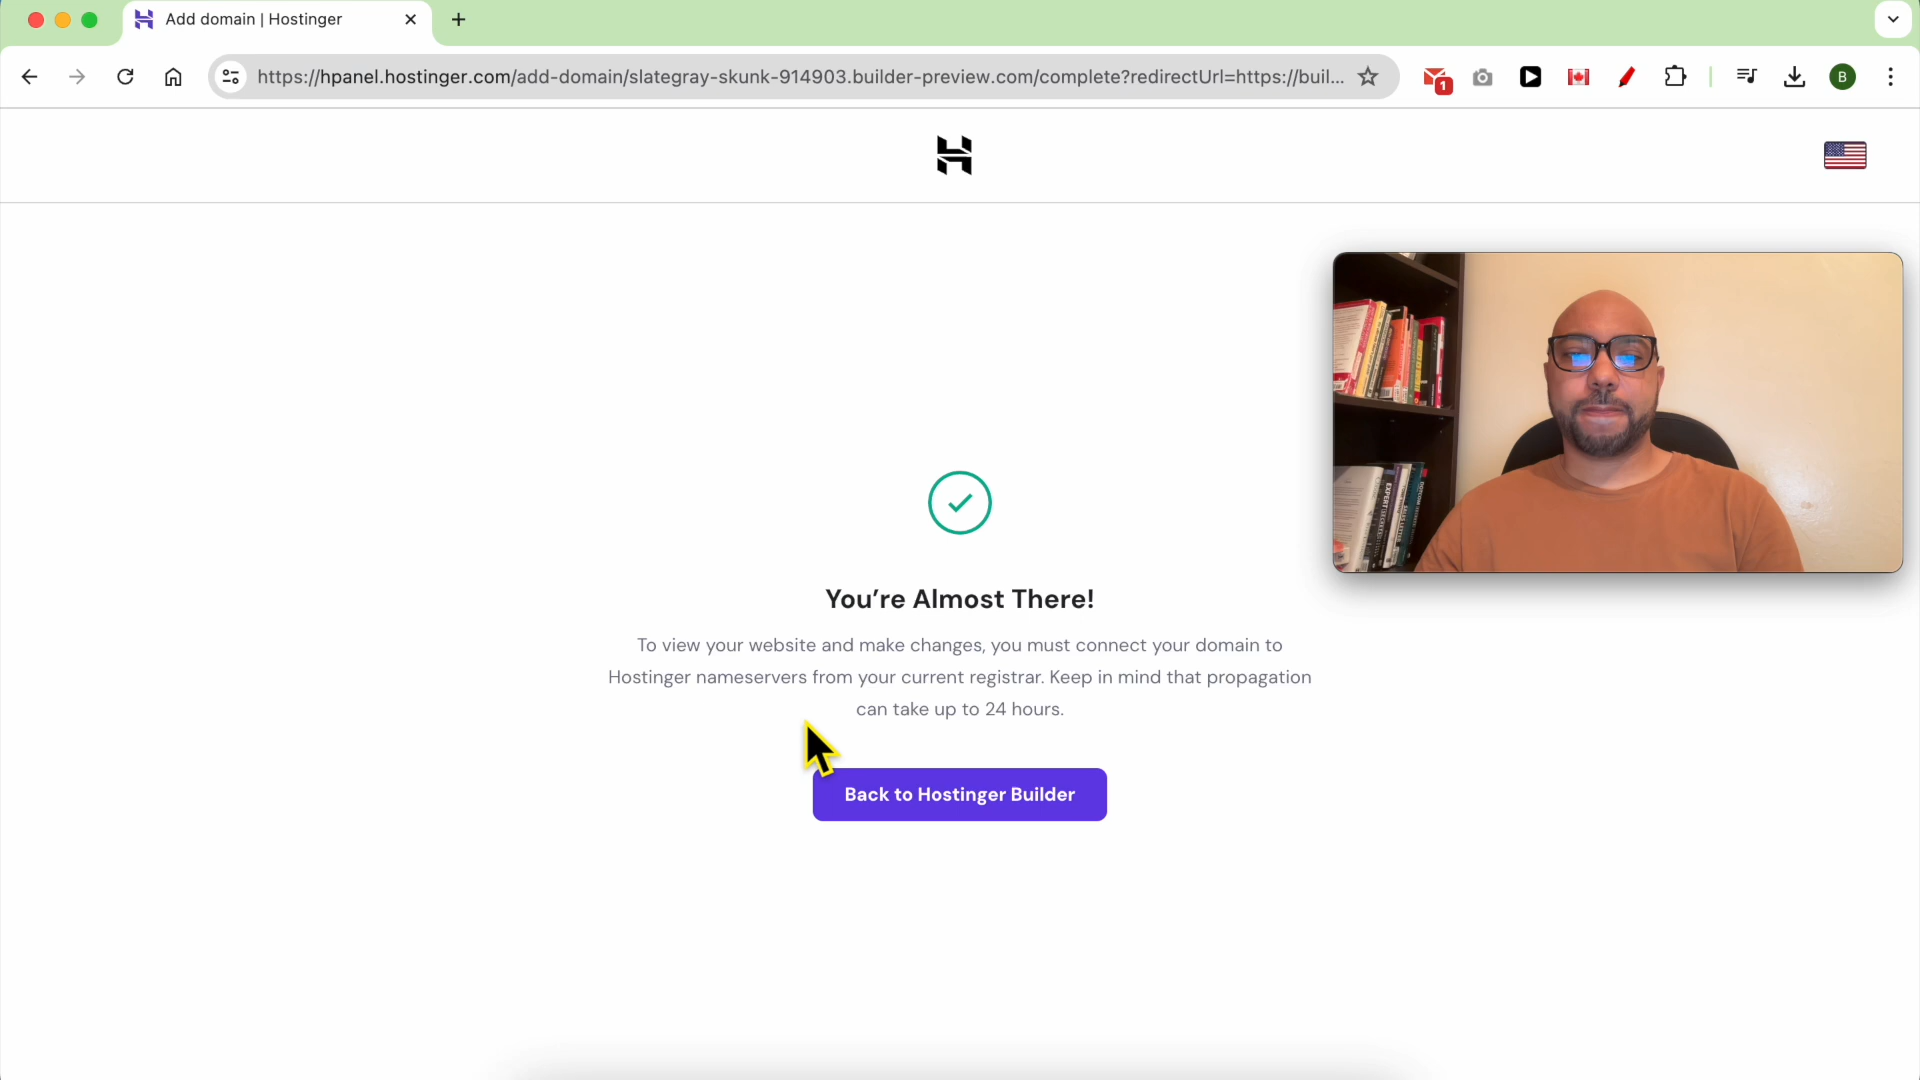 Add domain | Hostinger
https://hpanel.hostinger.com/add-domain/slategray-skunk-914903.builder-preview.com/complete?redirectUrl=https://buil...
1
B
You’re Almost There!
To view your website and make changes, you must connect your domain to
Hostinger nameservers from your current registrar. Keep in mind that propagation
can take up to 24 hours.
Back to Hostinger Builder
EXPERT